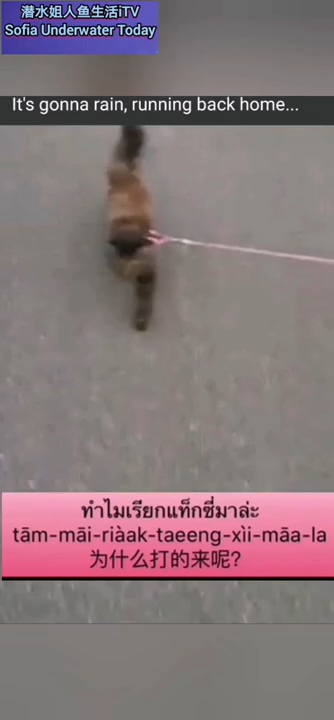 潜水姐人鱼生活iTV
Sofia Underwater Today
It's gonna rain, running back home...
ทำไมเรียกแท็กซี่มาล่ะ
tām-māi-rìàak-taeeng-xìi-māa-la
为什么打的来呢?